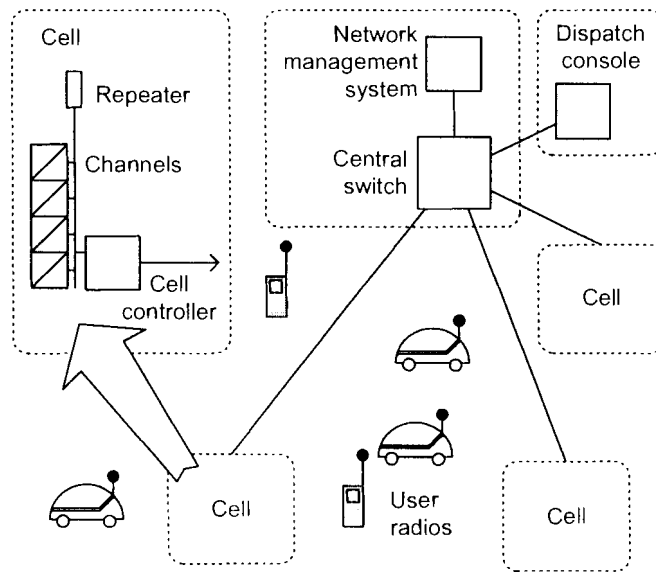 Cell
Repeater
Channels
Cell
controller
Network
management
system
Central
switch
Dispatch
console
Cell
User
radios
Cell
Cell